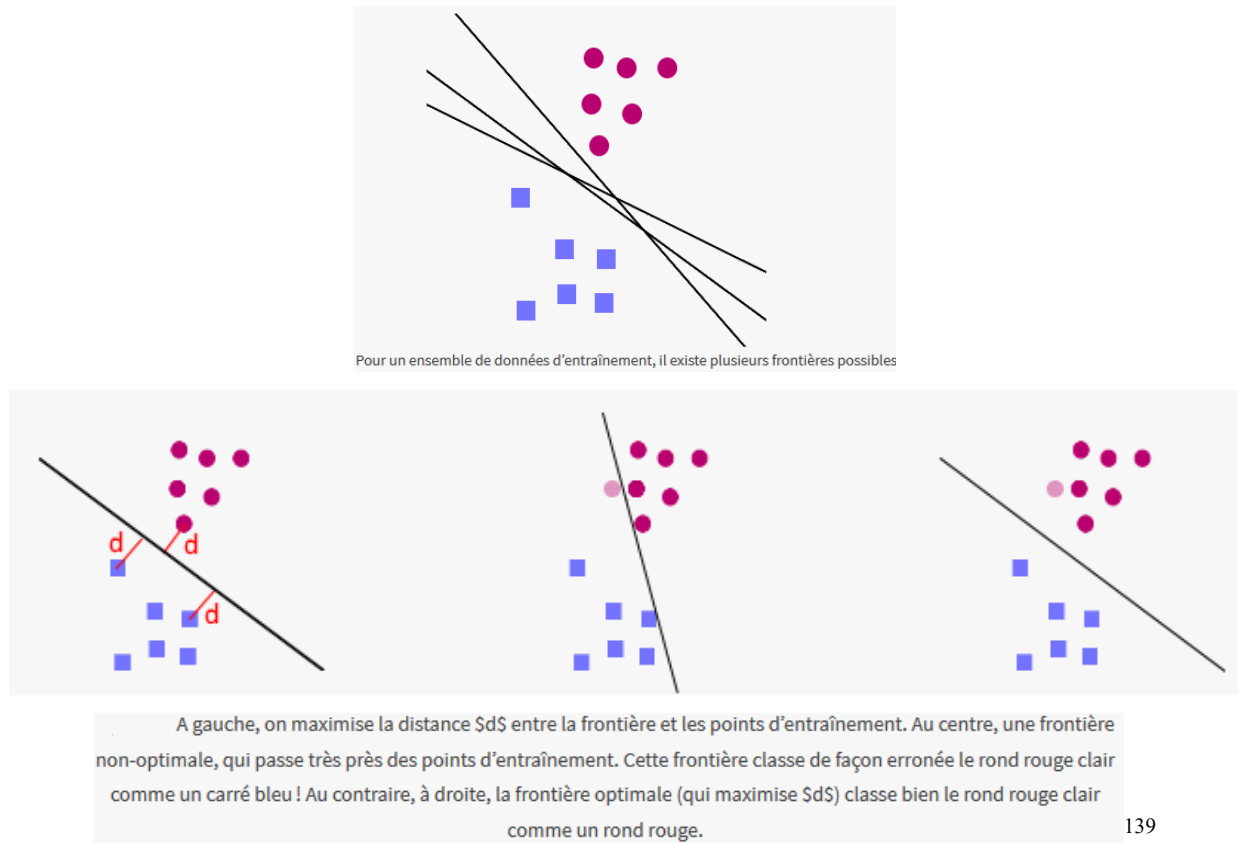 Pour un ensemble de données d'entraînement, il existe plusieurs frontières possibles
d
d
d
A gauche, on maximise la distance $d$ entre la frontière et les points d'entraînement. Au centre, une frontière
non-optimale, qui passe très près des points d'entraînement. Cette frontière classe de façon erronée le rond rouge clair
comme un carré bleu ! Au contraire, à droite, la frontière optimale (qui maximise $d$) classe bien le rond rouge clair
comme un rond rouge.
139